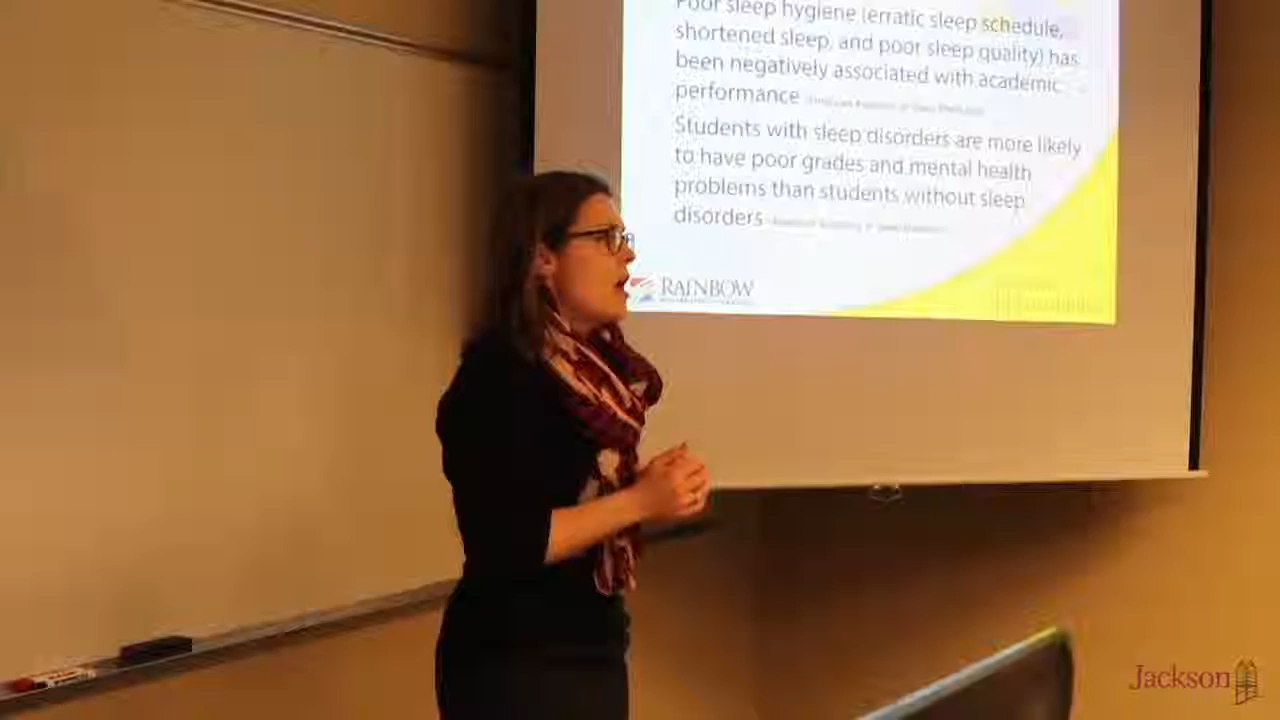 Poor sleep hygiene (erratic sleep schedule,
shortened sleep, and poor sleep quality) has
been negatively associated with academic
performance
Students with sleep disorders are more likely
to have poor grades and mental health
problems than students without sleep
disorders
RAINBOW
Jackson